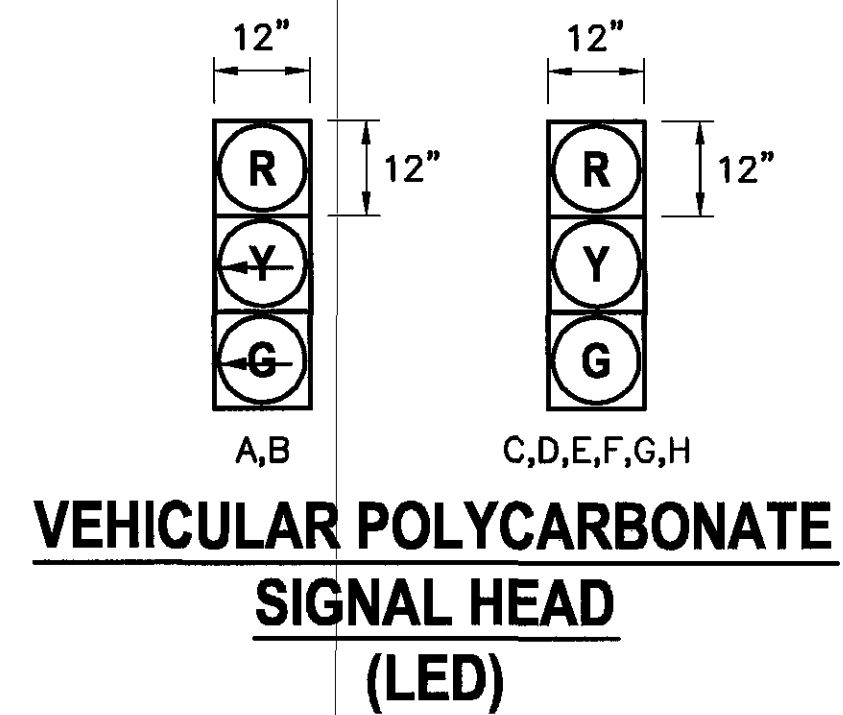 12" 12"
R 12" R 12"
Y Y
G G
A,B C,D,E,F,G,H
VEHICULAR POLYCARBONATE
SIGNAL HEAD
(LED)